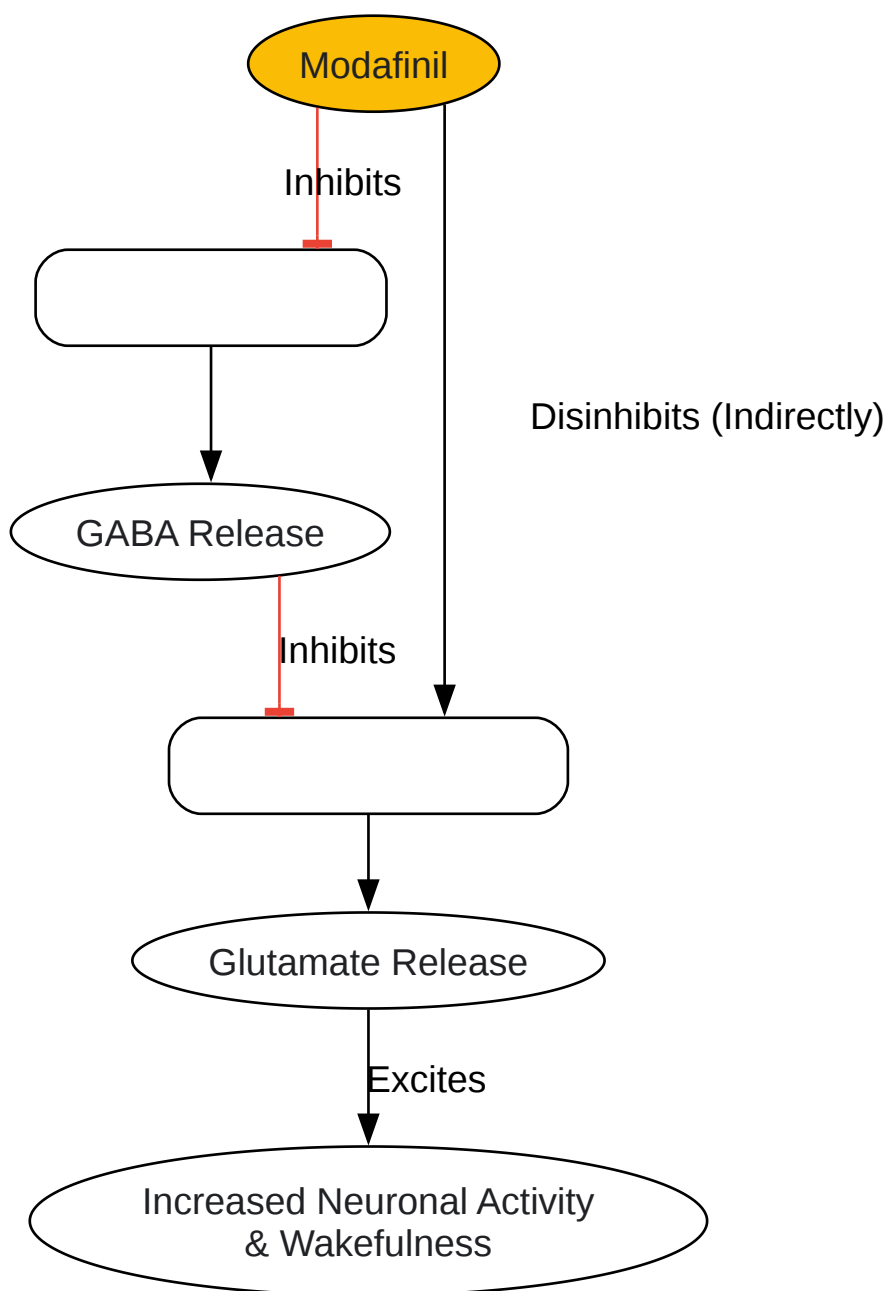 Modafinil
Inhibits
Disinhibits (Indirectly)
GABA Release
Inhibits
Glutamate Release
Excites
Increased Neuronal Activity
& Wakefulness